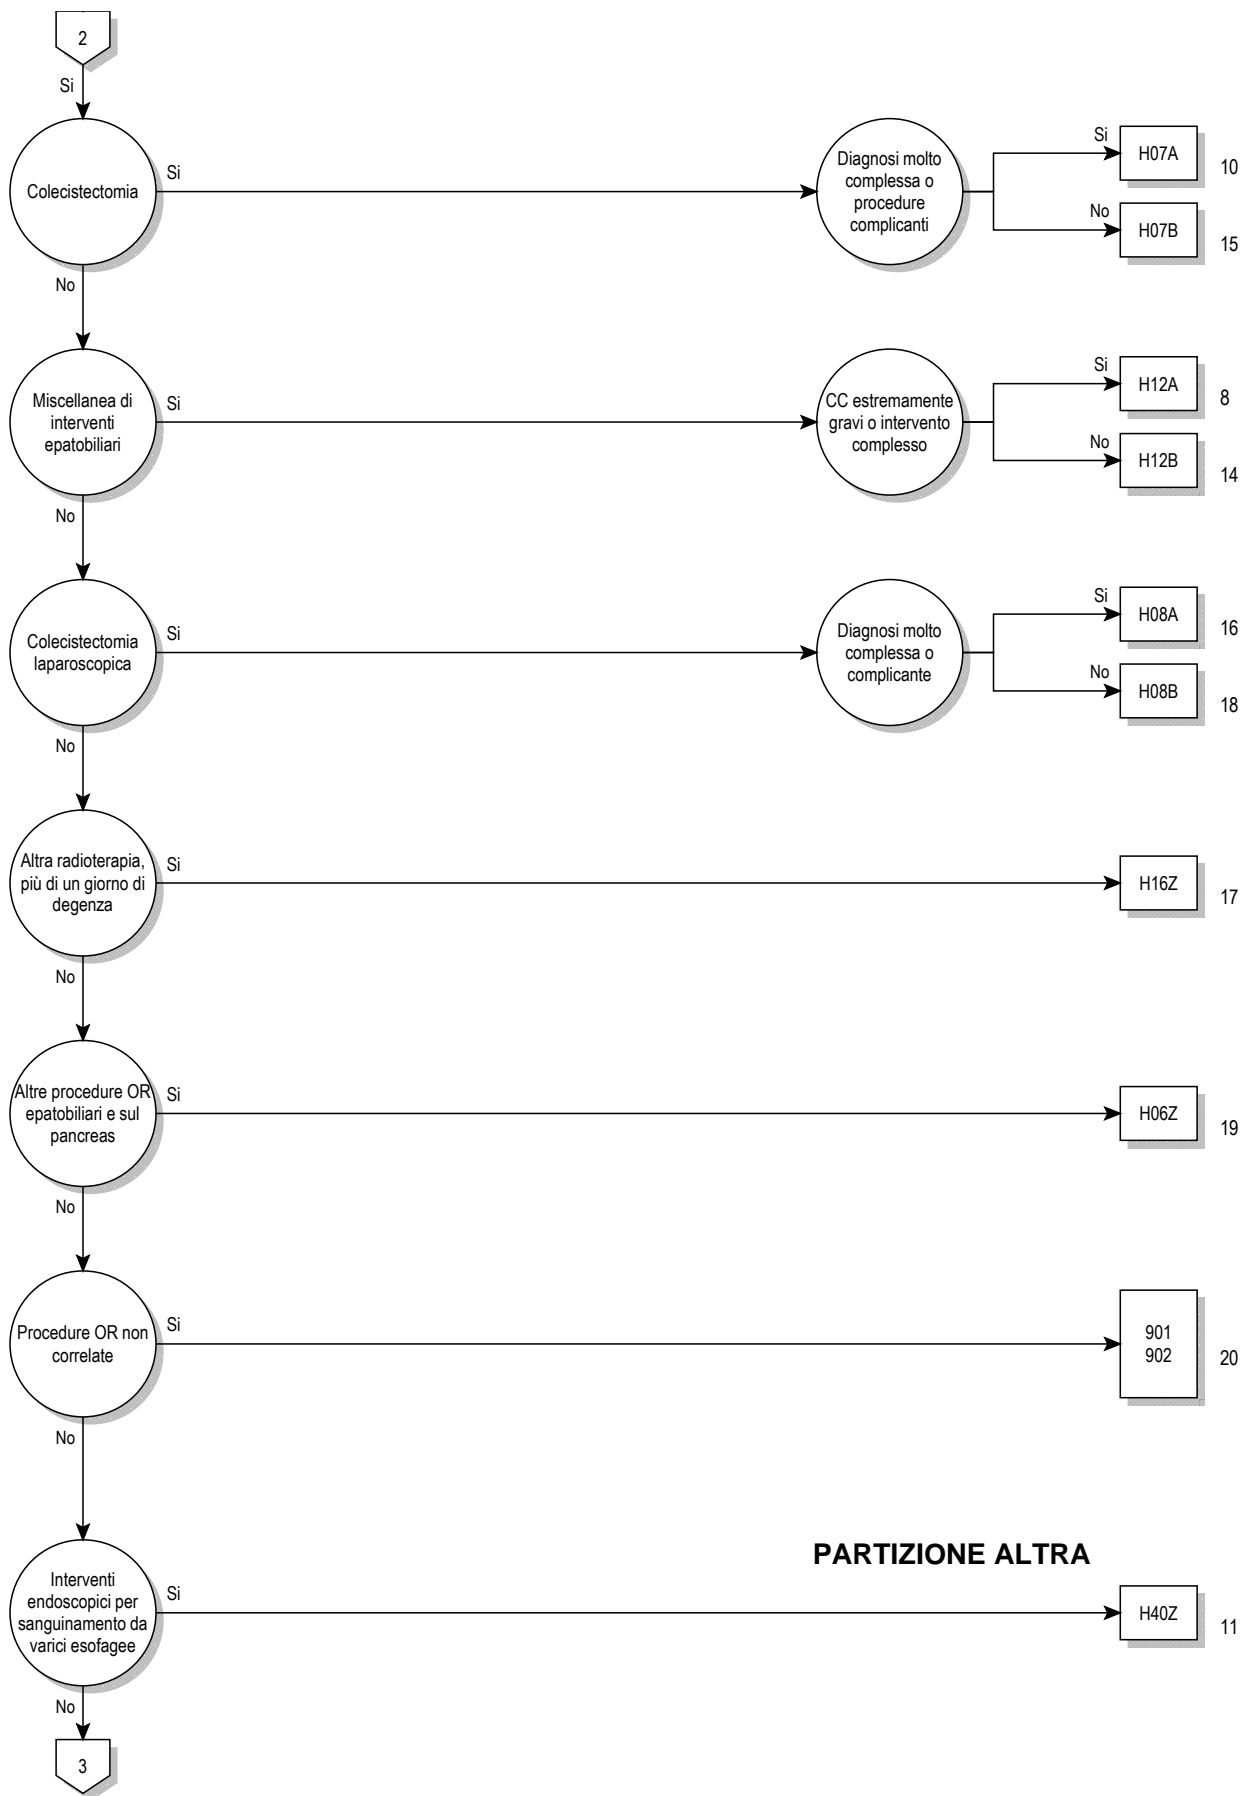 2
Si
Colecistectomia
Si
Diagnosi molto
complessa o
procedure
complicanti
Si
H07A
10
No
H07B
15
No
Miscellanea di
interventi
epatobiliari
Si
CC estremamente
gravi o intervento
complesso
Si
H12A
8
No
H12B
14
No
Colecistectomia
laparoscopica
Si
Diagnosi molto
complessa o
complicante
Si
H08A
16
No
H08B
18
No
Altra radioterapia,
più di un giorno di
degenza
Si
H16Z
17
No
Altre procedure OR
epatobiliari e sul
pancreas
Si
H06Z
19
No
Procedure OR non
correlate
Si
901
902
20
No
PARTIZIONE ALTRA
Interventi
endoscopici per
sanguinamento da
varici esofagee
Si
H40Z
11
No
3